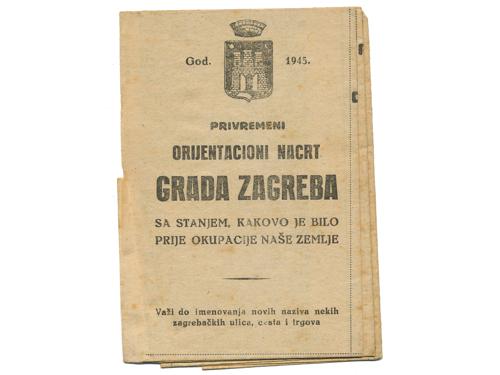 God. 1945.
PRIVREMENI
ORIJENTACIONI NACRT
GRADA ZAGREBA
SA STANJEM, KAKOVO JE BILO
PRIJE OKUPACIJE NAŠE ZEMLJE
Važi do imenovanja novih naziva nekih
zagrebačkih ulica, cesta i trgova